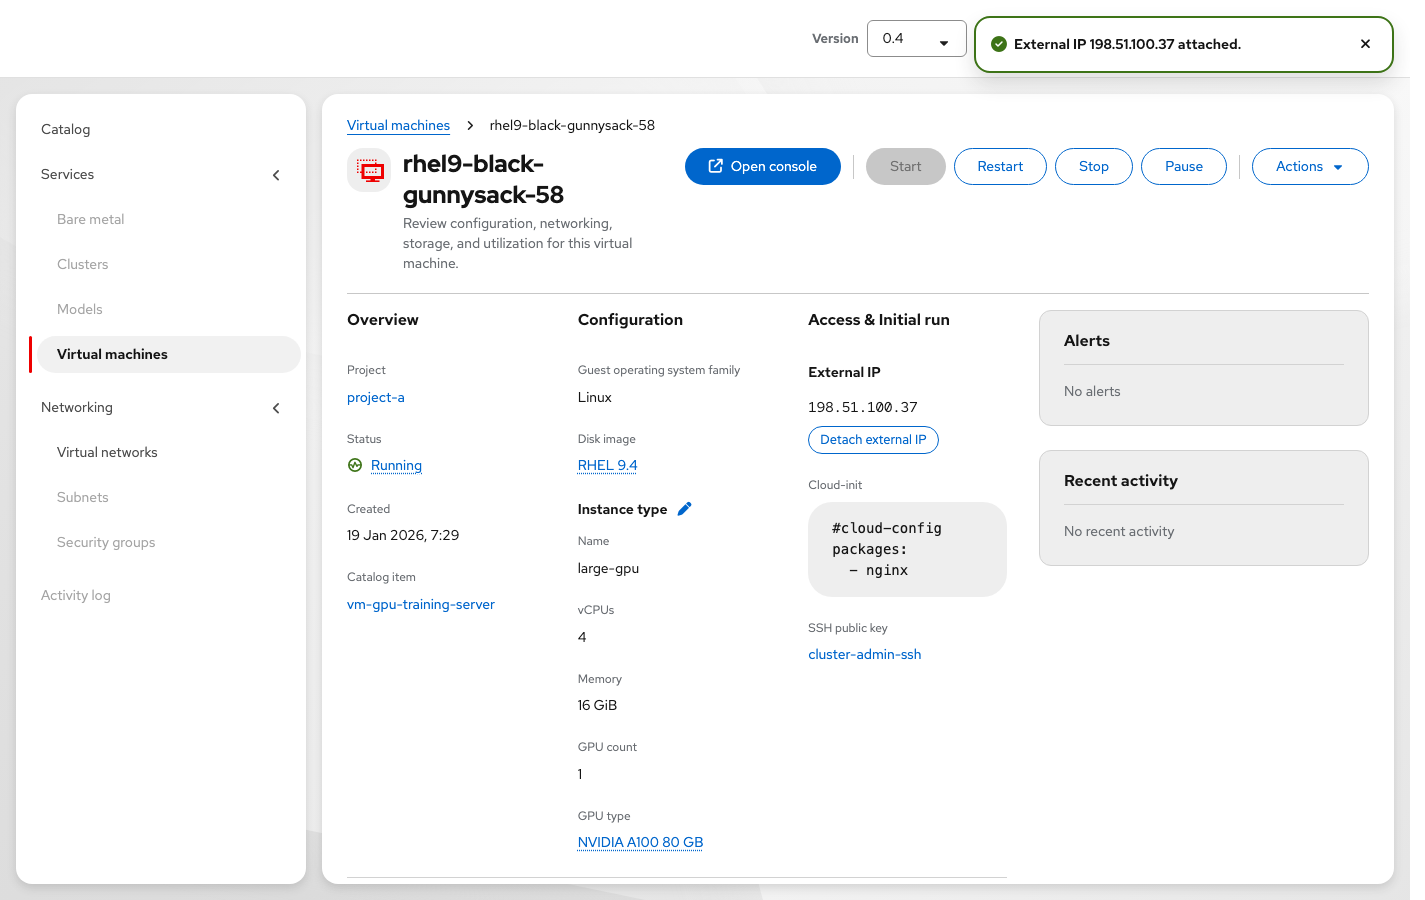 Version
0.4
External IP 198.51.100.37 attached.
Catalog
Services
Bare metal
Clusters
Models
Virtual machines
Networking
Virtual networks
Subnets
Security groups
Activity log
Virtual machines
rhel9-black-gunnysack-58
rhel9-black-
gunnysack-58
Review configuration, networking,
storage, and utilization for this virtual
machine.
Open console
Start
Restart
Stop
Pause
Actions
Overview
Project
project-a
Status
Running
Created
19 Jan 2026, 7:29
Catalog item
vm-gpu-training-server
Configuration
Guest operating system family
Linux
Disk image
RHEL 9.4
Instance type
Name
large-gpu
vCPUs
4
Memory
16 GiB
GPU count
1
GPU type
NVIDIA A100 80 GB
Access & Initial run
External IP
198.51.100.37
Detach external IP
Cloud-init
#cloud-config
packages:
  - nginx
SSH public key
cluster-admin-ssh
Alerts
No alerts
Recent activity
No recent activity